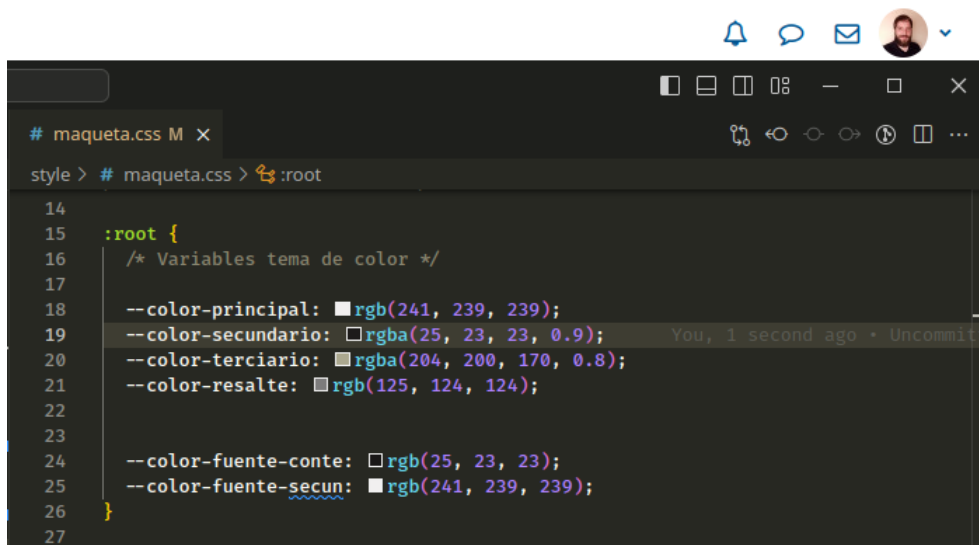 # maqueta.css M
style > # maqueta.css > :root
14
15 :root {
16 /* Variables tema de color */
17
18 --color-principal: rgb(241, 239, 239);
19 --color-secundario: rgba(25, 23, 23, 0.9); You, 1 second ago • Uncommit
20 --color-terciario: rgba(204, 200, 170, 0.8);
21 --color-resalte: rgb(125, 124, 124);
22
23
24 --color-fuente-conte: rgb(25, 23, 23);
25 --color-fuente-secun: rgb(241, 239, 239);
26 }
27